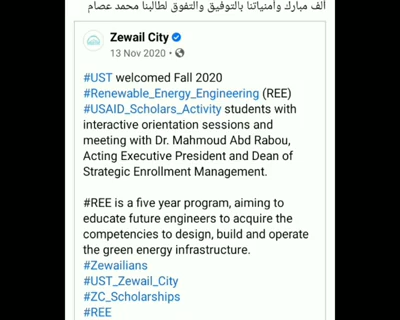 الف مبارك وأمنياتنا بالتوفيق والتفوق لطالبنا محمد عصام
Zewail City
13 Nov 2020 •
#UST welcomed Fall 2020
#Renewable_Energy_Engineering (REE)
#USAID_Scholars_Activity students with
interactive orientation sessions and
meeting with Dr. Mahmoud Abd Rabou,
Acting Executive President and Dean of
Strategic Enrollment Management.
#REE is a five year program, aiming to
educate future engineers to acquire the
competencies to design, build and operate
the green energy infrastructure.
#Zewailians
#UST_Zewail_City
#ZC_Scholarships
#REE